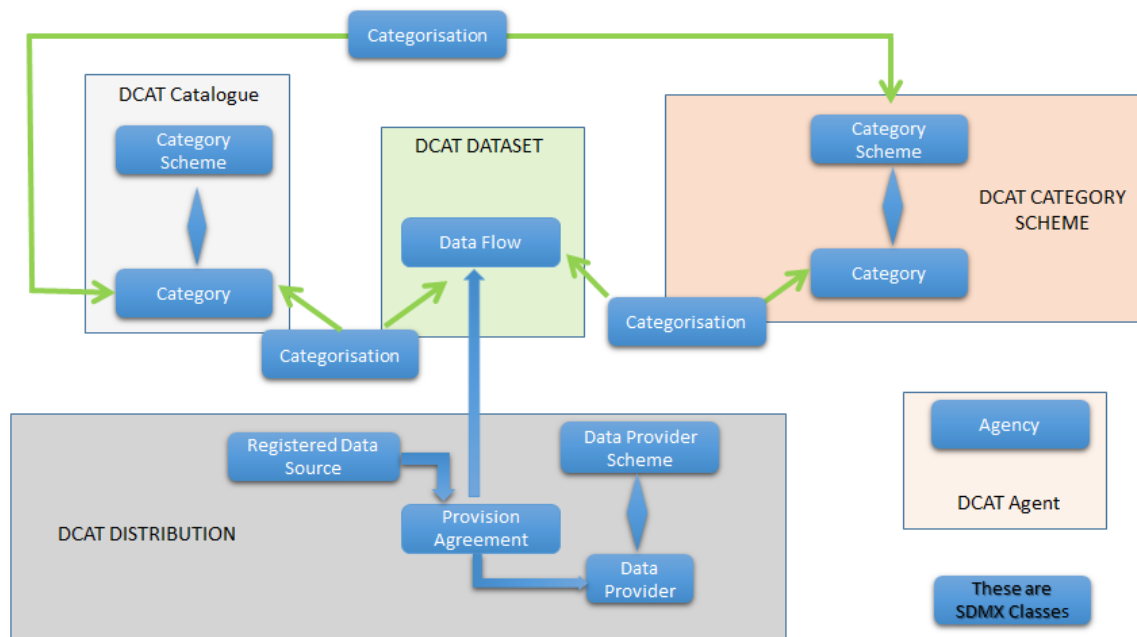 Categorisation
DCAT Catalogue
Category
Scheme
Category
DCAT DATASET
Data Flow
Category
Scheme
DCAT CATEGORY
SCHEME
Category
Categorisation
Categorisation
Registered Data
Source
Data Provider
Scheme
DCAT DISTRIBUTION
Provision
Agreement
Data
Provider
Agency
DCAT Agent
These are
SDMX Classes